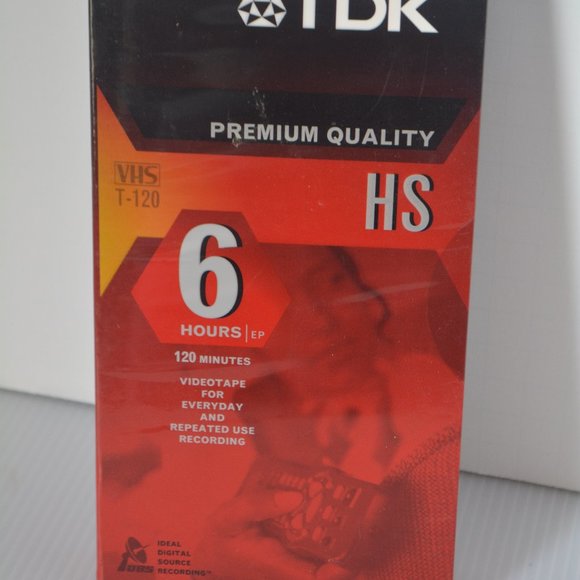 TDK
PREMIUM QUALITY
VHS
T-120
HS
6
HOURS | EP
120 MINUTES
VIDEOTAPE
FOR
EVERYDAY
AND
REPEATED USE
RECORDING
IDEAL
DIGITAL
SOURCE
RECORDING™